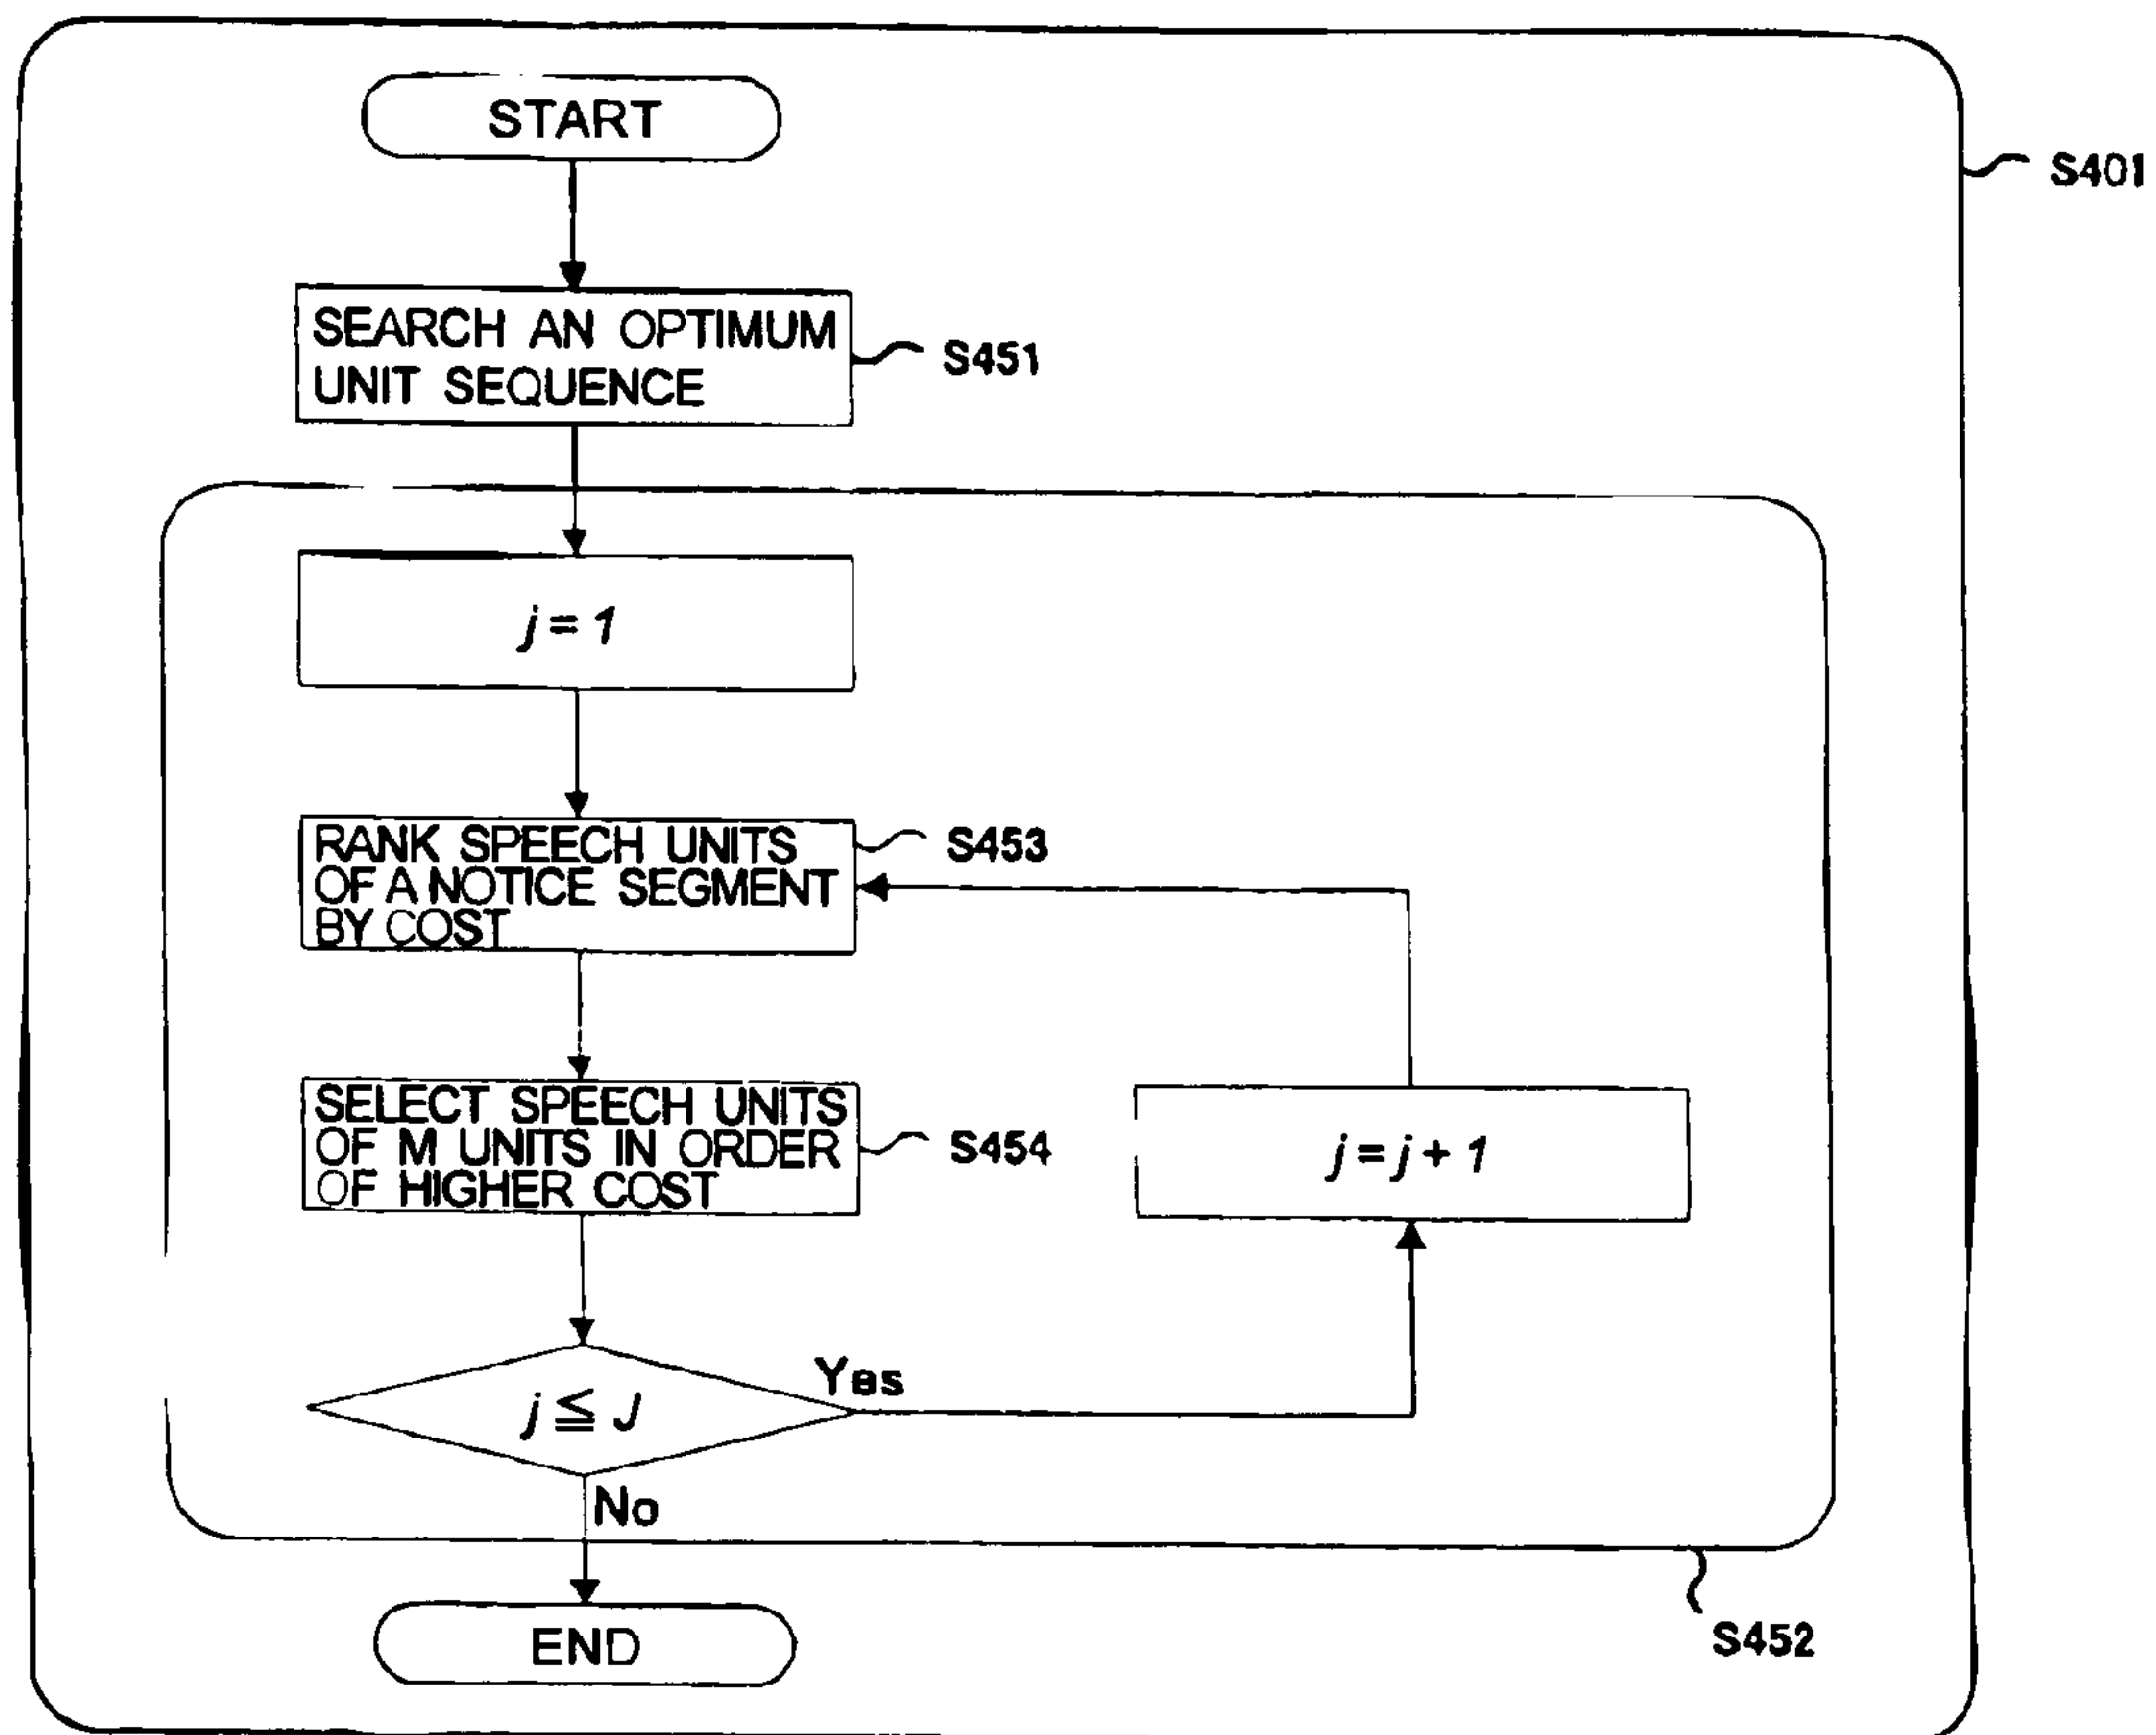 START
S401
SEARCH AN OPTIMUM
UNIT SEQUENCE
S451
j = 1
RANK SPEECH UNITS
OF A NOTICE SEGMENT
BY COST
S453
SELECT SPEECH UNITS
OF M UNITS IN ORDER
OF HIGHER COST
S454
j = j + 1
j ≦ J
Yes
No
END
S452